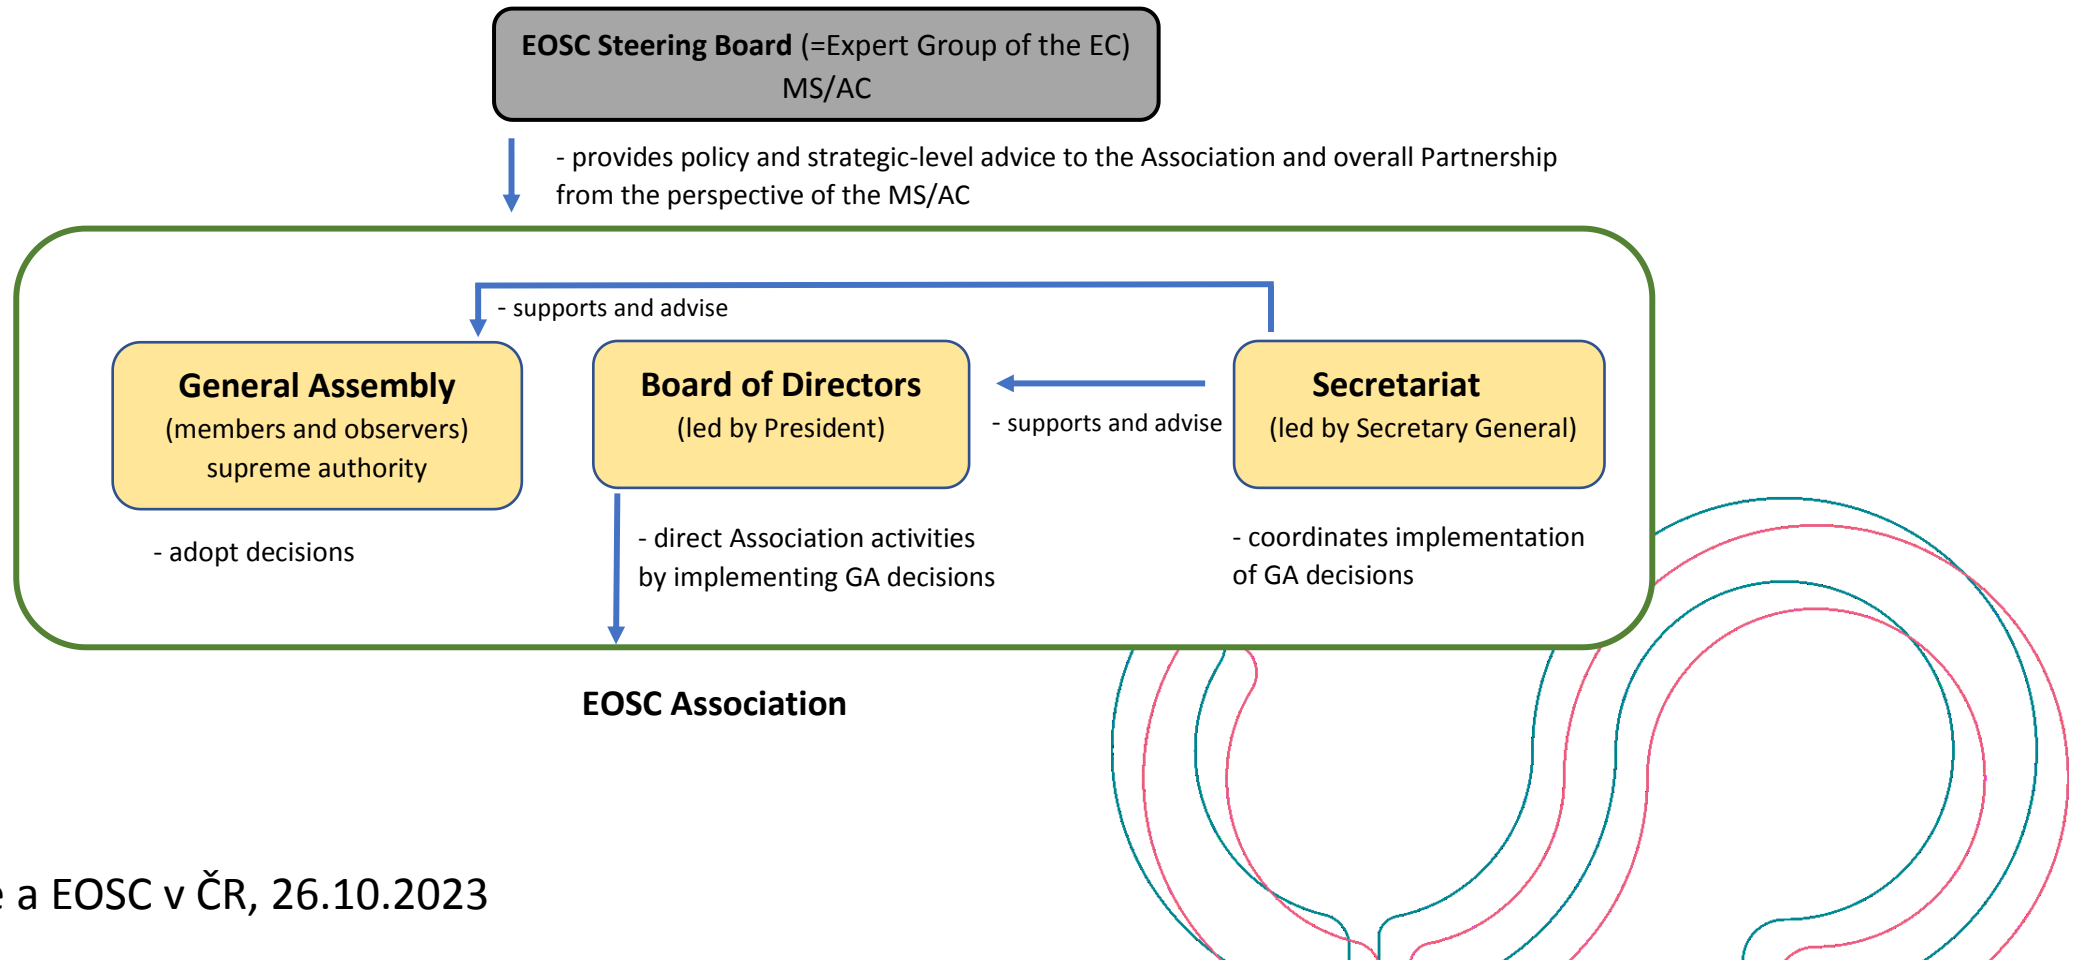 EOSC Steering Board (=Expert Group of the EC)
MS/AC
- provides policy and strategic-level advice to the Association and overall Partnership
from the perspective of the MS/AC
- supports and advise
General Assembly
(members and observers)
supreme authority
Board of Directors
(led by President)
- supports and advise
Secretariat
(led by Secretary General)
- adopt decisions
- direct Association activities
by implementing GA decisions
- coordinates implementation
of GA decisions
EOSC Association
a EOSC v ČR, 26.10.2023